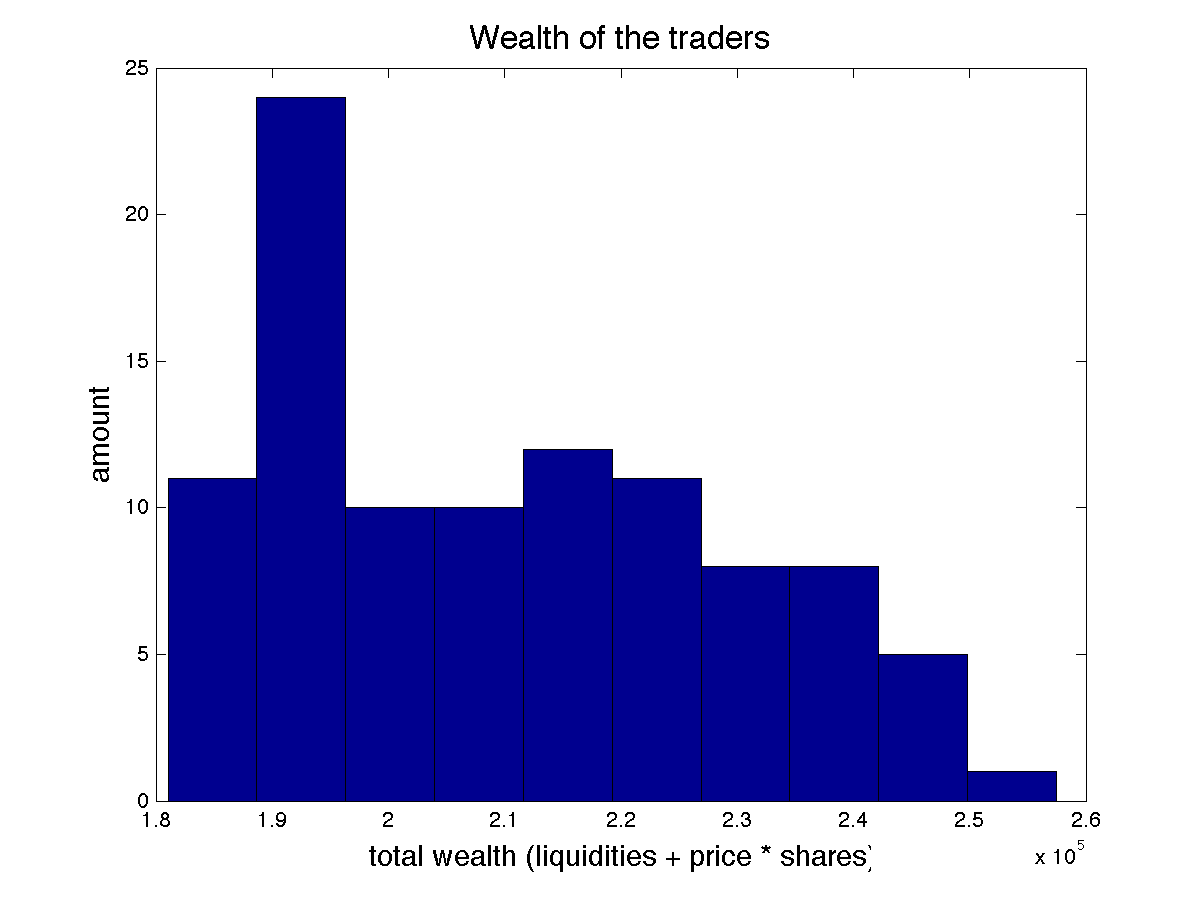 Wealth of the traders
25
20
15
10
5
0
amount
1.8 1.9 2 2.1 2.2 2.3 2.4 2.5 2.6
x 10^5
total wealth (liquidities + price * shares)